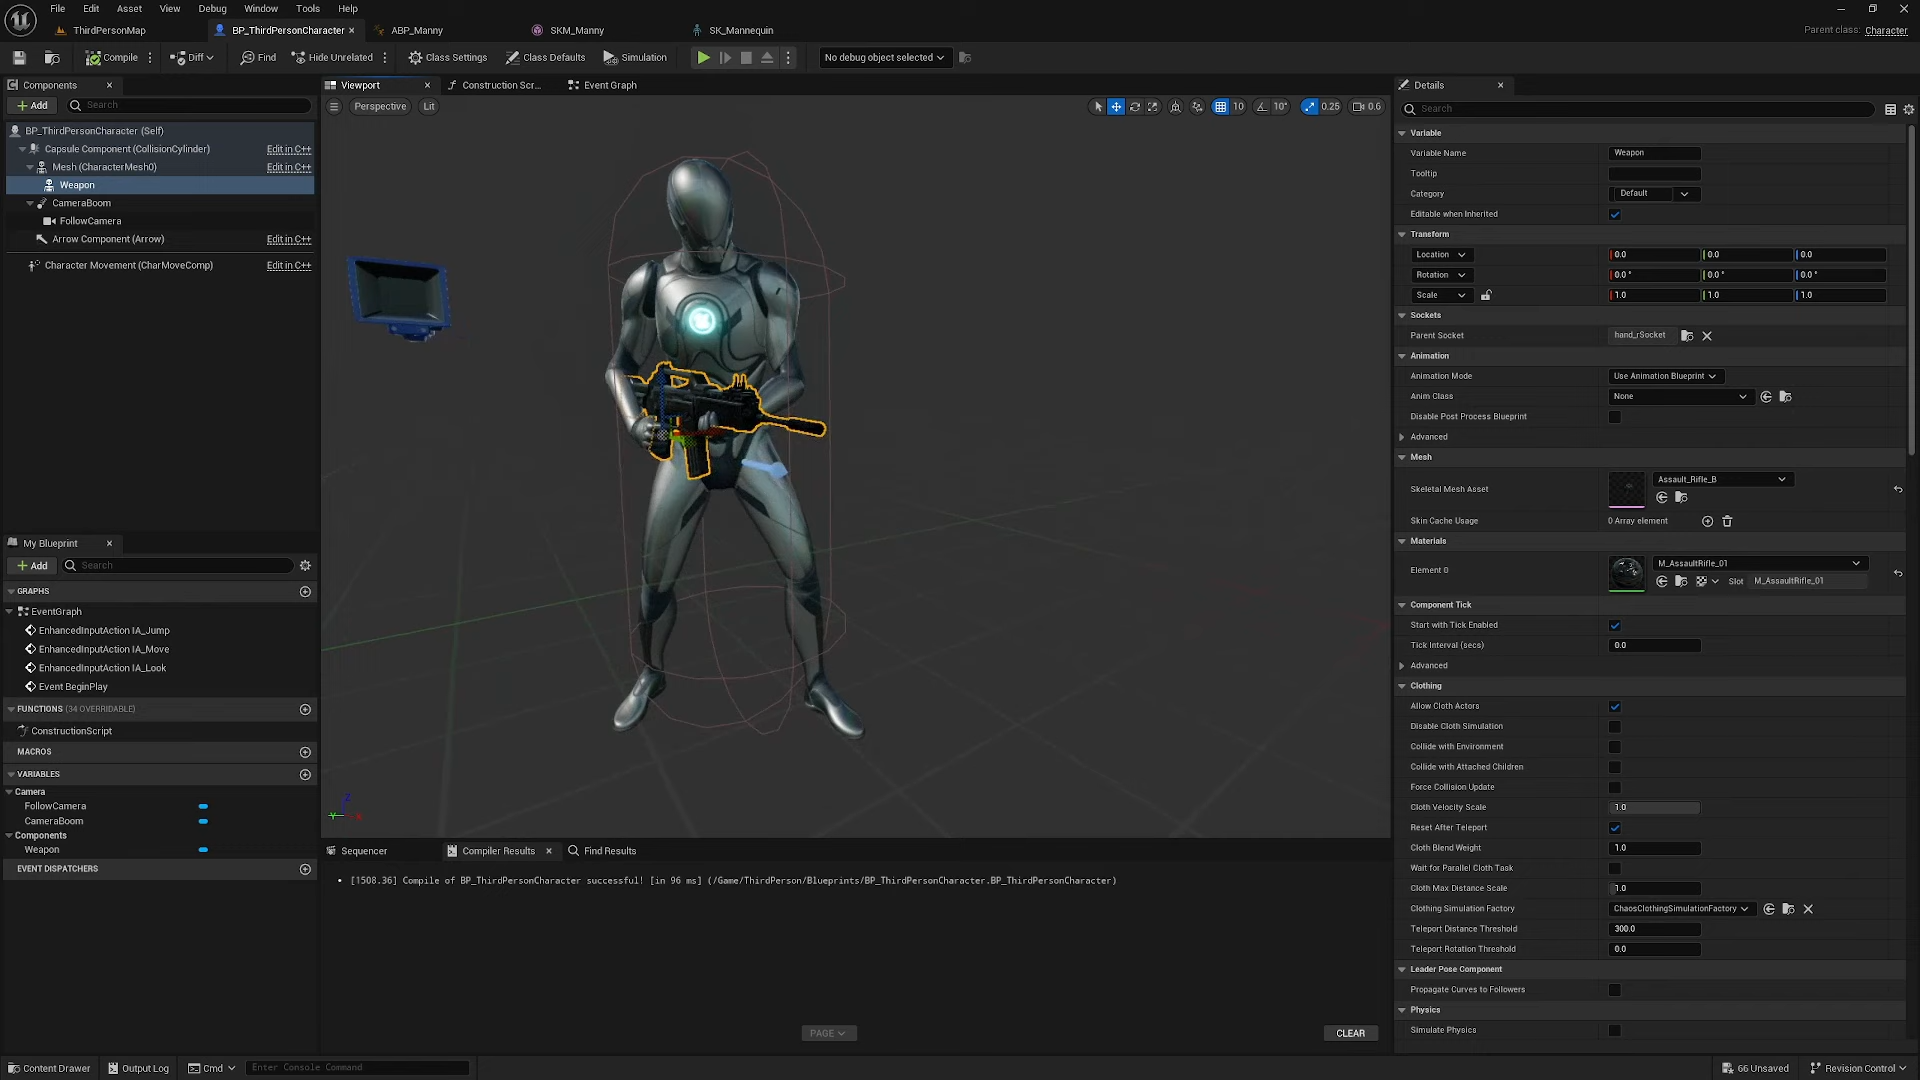 File Edit Asset View Debug Window Tools Help
ThirdPersonMap BP_ThirdPersonCharacter ABP_Manny SKM_Manny SK_Mannequin
Parent class: Character
Compile Diff Find Hide Unrelated Class Settings Class Defaults Simulation No debug object selected
Components
Add Search
BP_ThirdPersonCharacter (Self)
Capsule Component (CollisionCylinder) Edit in C++
Mesh (CharacterMesh0) Edit in C++
Weapon
CameraBoom
FollowCamera
Arrow Component (Arrow) Edit in C++
Character Movement (CharMoveComp) Edit in C++
My Blueprint
Add Search
GRAPHS
EventGraph
EnhancedInputAction IA_Jump
EnhancedInputAction IA_Move
EnhancedInputAction IA_Look
Event BeginPlay
FUNCTIONS (34 OVERRIDABLE)
ConstructionScript
MACROS
VARIABLES
Camera
FollowCamera
CameraBoom
Components
Weapon
EVENT DISPATCHERS
Viewport Construction Scr... Event Graph
Perspective Lit 10 10° 0.25 0.6
Z
Y X
Sequencer Compiler Results Find Results
[1508.36] Compile of BP_ThirdPersonCharacter successful! [in 96 ms] (/Game/ThirdPerson/Blueprints/BP_ThirdPersonCharacter.BP_ThirdPersonCharacter)
PAGE CLEAR
Details
Search
Variable
Variable Name Weapon
Tooltip
Category Default
Editable when Inherited
Transform
Location 0.0 0.0 0.0
Rotation 0.0° 0.0° 0.0°
Scale 1.0 1.0 1.0
Sockets
Parent Socket hand_rSocket
Animation
Animation Mode Use Animation Blueprint
Anim Class None
Disable Post Process Blueprint
Advanced
Mesh
Skeletal Mesh Asset Assault_Rifle_B
Skin Cache Usage 0 Array element
Materials
Element 0 M_AssaultRifle_01
Slot M_AssaultRifle_01
Component Tick
Start with Tick Enabled
Tick Interval (secs) 0.0
Advanced
Clothing
Allow Cloth Actors
Disable Cloth Simulation
Collide with Environment
Collide with Attached Children
Force Collision Update
Cloth Velocity Scale 1.0
Reset After Teleport
Cloth Blend Weight 1.0
Wait for Parallel Cloth Task
Cloth Max Distance Scale 1.0
Clothing Simulation Factory ChaosClothingSimulationFactory
Teleport Distance Threshold 300.0
Teleport Rotation Threshold 0.0
Leader Pose Component
Propagate Curves to Followers
Physics
Simulate Physics
Content Drawer Output Log Cmd Enter Console Command 66 Unsaved Revision Control